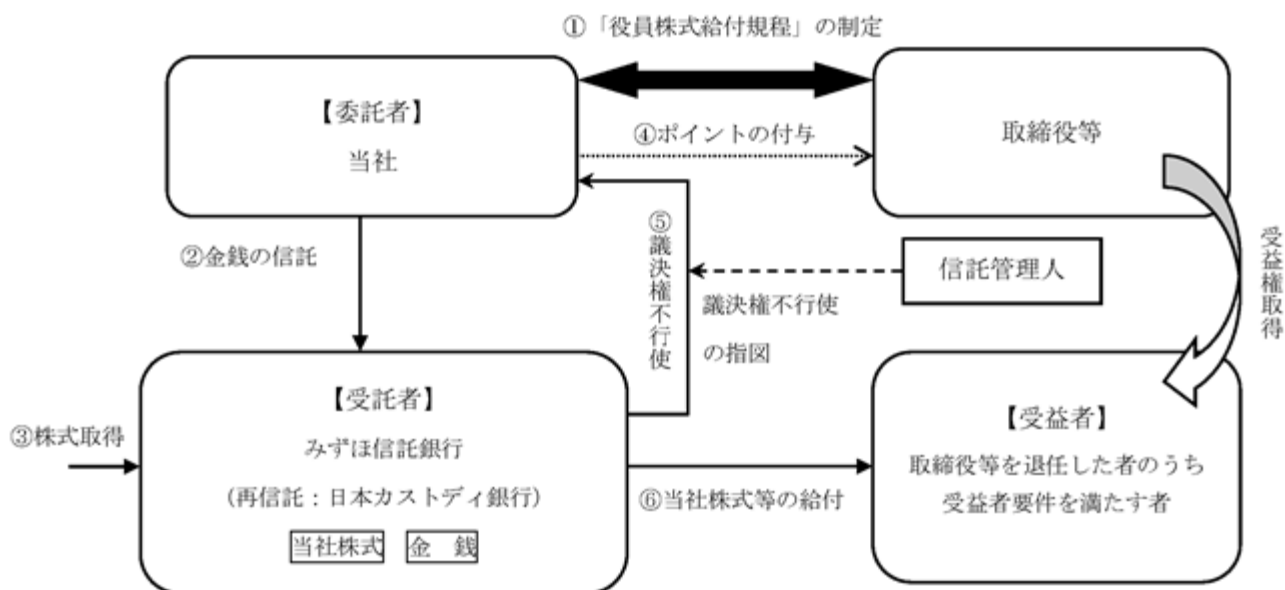 ①「役員株式給付規程」の制定
【委託者】
当社
④ポイントの付与
取締役等
②金銭の信託
⑤議決権不行使
信託管理人
議決権不行使
の指図
受益権取得
【受託者】
みずほ信託銀行
(再信託:日本カストディ銀行)
当社株式
金 銭
③株式取得
⑥当社株式等の給付
【受益者】
取締役等を退任した者のうち
受益者要件を満たす者